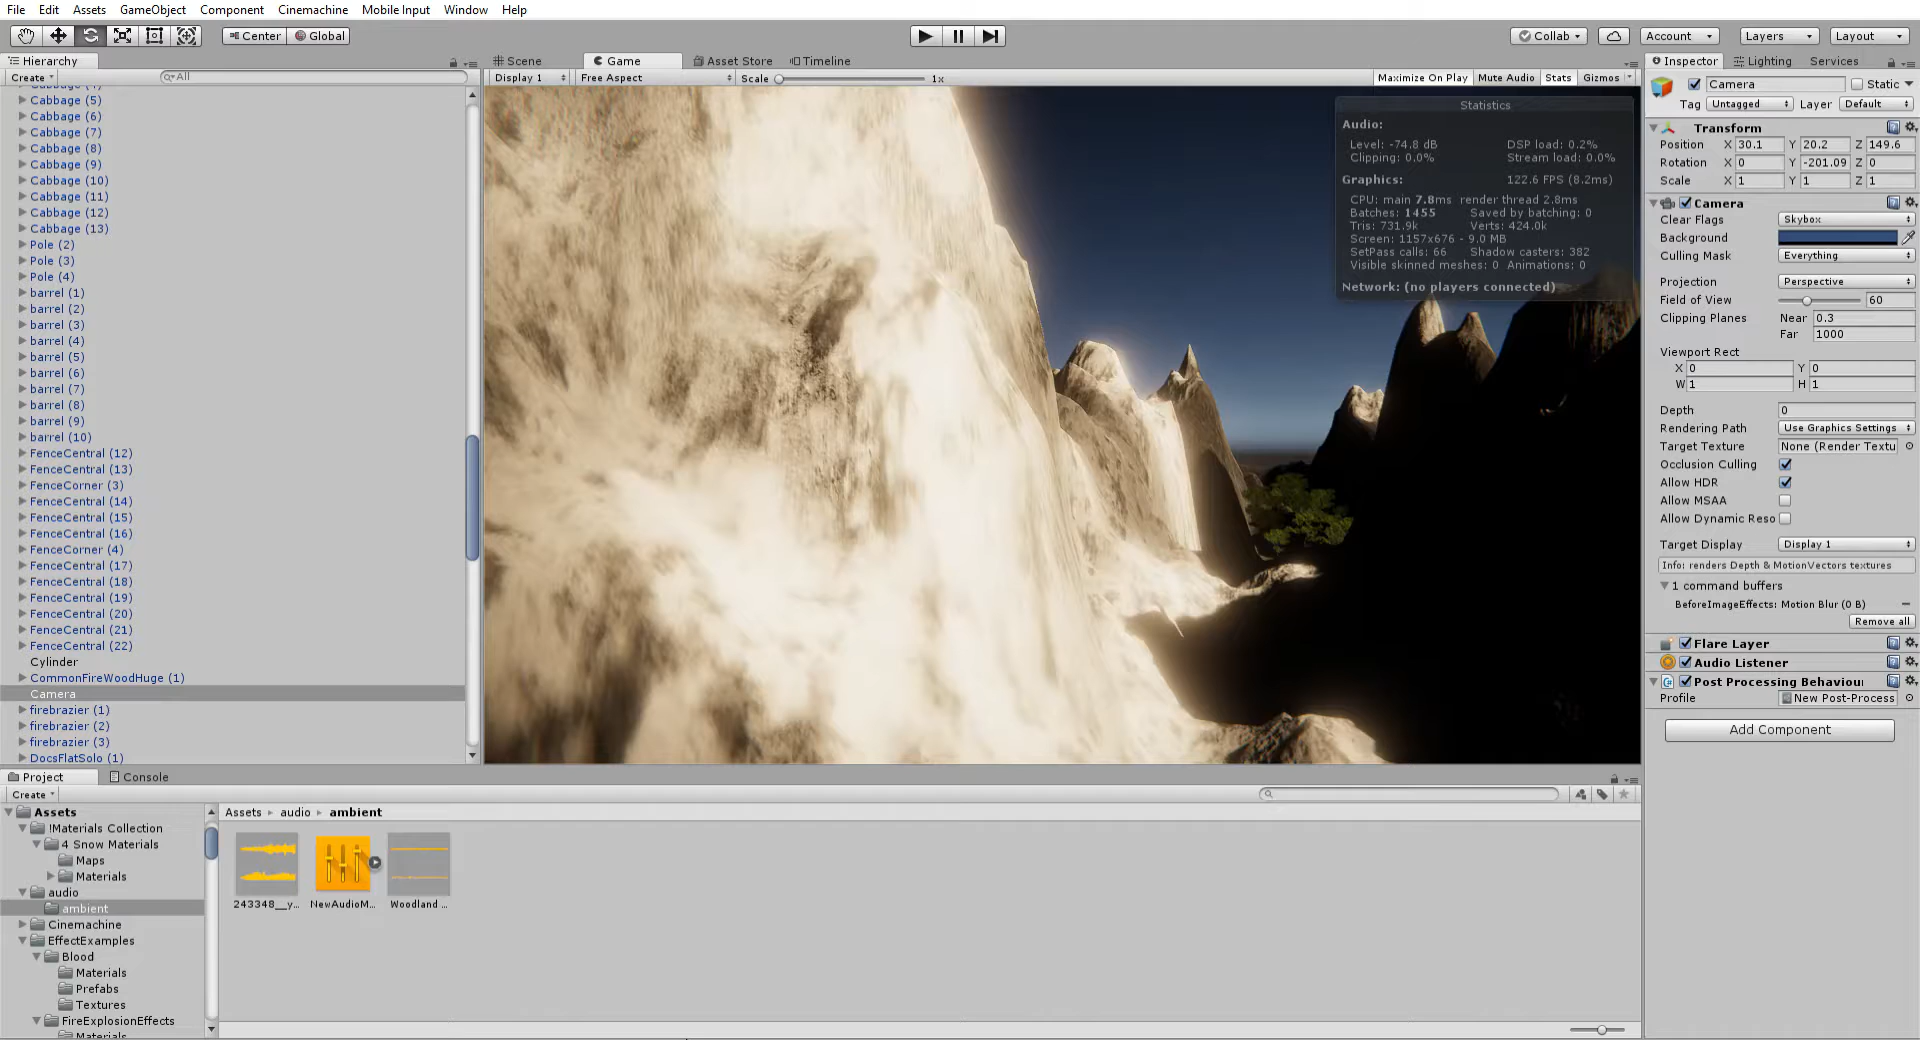 File Edit Assets GameObject Component Cinemachine Mobile Input Window Help
Center Global Collab Account Layers Layout
Hierarchy
Create All
Cabbage (5)
Cabbage (6)
Cabbage (7)
Cabbage (8)
Cabbage (9)
Cabbage (10)
Cabbage (11)
Cabbage (12)
Cabbage (13)
Pole (2)
Pole (3)
Pole (4)
barrel (1)
barrel (2)
barrel (3)
barrel (4)
barrel (5)
barrel (6)
barrel (7)
barrel (8)
barrel (9)
barrel (10)
FenceCentral (12)
FenceCentral (13)
FenceCorner (3)
FenceCentral (14)
FenceCentral (15)
FenceCentral (16)
FenceCorner (4)
FenceCentral (17)
FenceCentral (18)
FenceCentral (19)
FenceCentral (20)
FenceCentral (21)
FenceCentral (22)
Cylinder
CommonFireWoodHuge (1)
Camera
firebrazier (1)
firebrazier (2)
firebrazier (3)
DocsFlatSolo (1)
Scene Game Asset Store Timeline
Display 1 Free Aspect Scale 1x Maximize On Play Mute Audio Stats Gizmos
Statistics
Audio:
Level: -74.8 dB DSP load: 0.2%
Clipping: 0.0% Stream load: 0.0%
Graphics: 122.6 FPS (8.2ms)
CPU: main 7.8ms render thread 2.8ms
Batches: 1455 Saved by batching: 0
Tris: 731.9k Verts: 424.0k
Screen: 1157x676 - 9.0 MB
SetPass calls: 66 Shadow casters: 382
Visible skinned meshes: 0 Animations: 0
Network: (no players connected)
Inspector Lighting Services
Camera Static
Tag Untagged Layer Default
Transform
Position X 30.1 Y 20.2 Z 149.6
Rotation X 0 Y -201.09 Z 0
Scale X 1 Y 1 Z 1
Camera
Clear Flags Skybox
Background
Culling Mask Everything
Projection Perspective
Field of View 60
Clipping Planes Near 0.3
Far 1000
Viewport Rect
X 0 Y 0
W 1 H 1
Depth 0
Rendering Path Use Graphics Settings
Target Texture None (Render Textu
Occlusion Culling
Allow HDR
Allow MSAA
Allow Dynamic Reso
Target Display Display 1
Info: renders Depth & MotionVectors textures
1 command buffers
BeforeImageEffects: Motion Blur (0 B)
Remove all
Flare Layer
Audio Listener
Post Processing Behaviou
Profile New Post-Process
Add Component
Project Console
Create
Assets
!Materials Collection
4 Snow Materials
Maps
Materials
audio
ambient
Cinemachine
EffectExamples
Blood
Materials
Prefabs
Textures
FireExplosionEffects
Materials
Assets audio ambient
243348__y... NewAudioM... Woodland ...